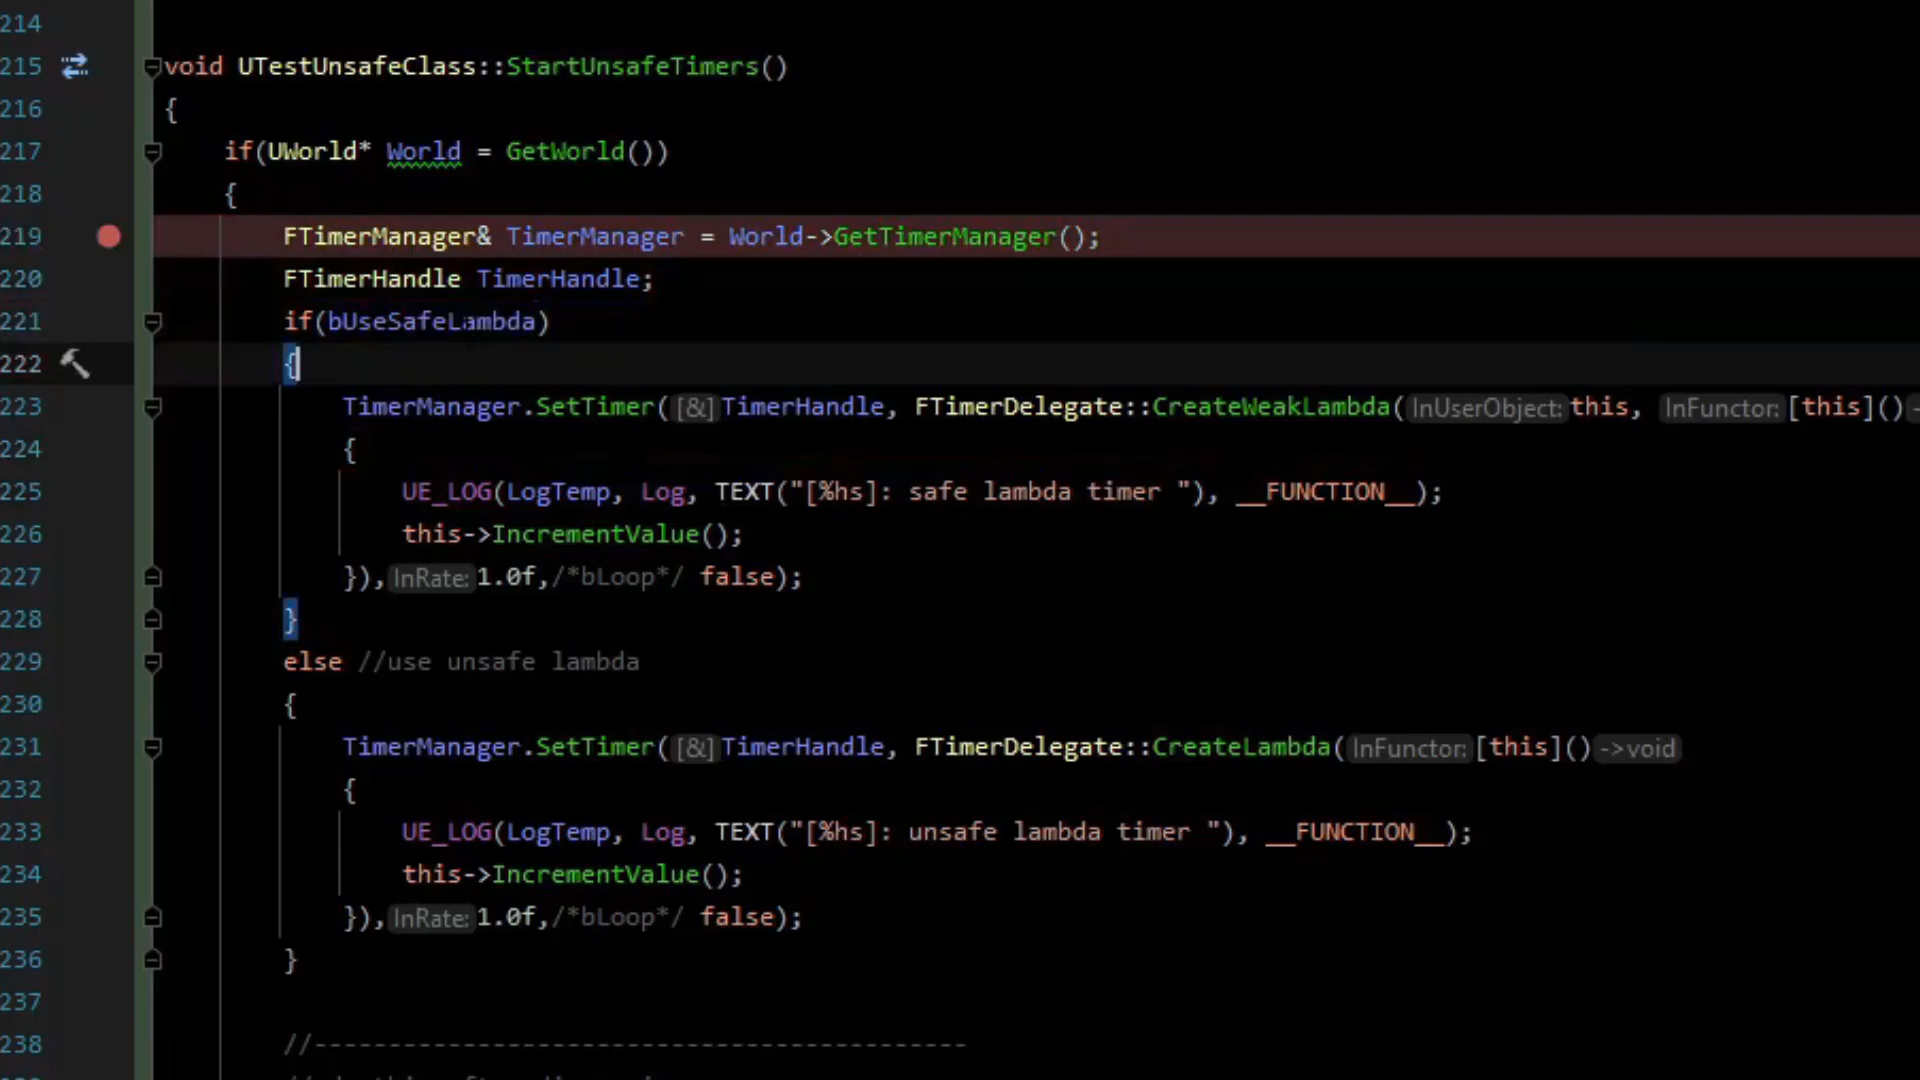 214
215 void UTestUnsafeClass::StartUnsafeTimers()
216 {
217 if(UWorld* World = GetWorld())
218 {
219 FTimerManager& TimerManager = World->GetTimerManager();
220 FTimerHandle TimerHandle;
221 if(bUseSafeLambda)
222 {
223 TimerManager.SetTimer([&]TimerHandle, FTimerDelegate::CreateWeakLambda(InUserObject:this, InFunctor:[this]()-
224 {
225 UE_LOG(LogTemp, Log, TEXT("[%hs]: safe lambda timer "), __FUNCTION__);
226 this->IncrementValue();
227 }),InRate:1.0f,/*bLoop*/ false);
228 }
229 else //use unsafe lambda
230 {
231 TimerManager.SetTimer([&]TimerHandle, FTimerDelegate::CreateLambda(InFunctor:[this]()->void
232 {
233 UE_LOG(LogTemp, Log, TEXT("[%hs]: unsafe lambda timer "), __FUNCTION__);
234 this->IncrementValue();
235 }),InRate:1.0f,/*bLoop*/ false);
236 }
237
238 //--------------------------------------------